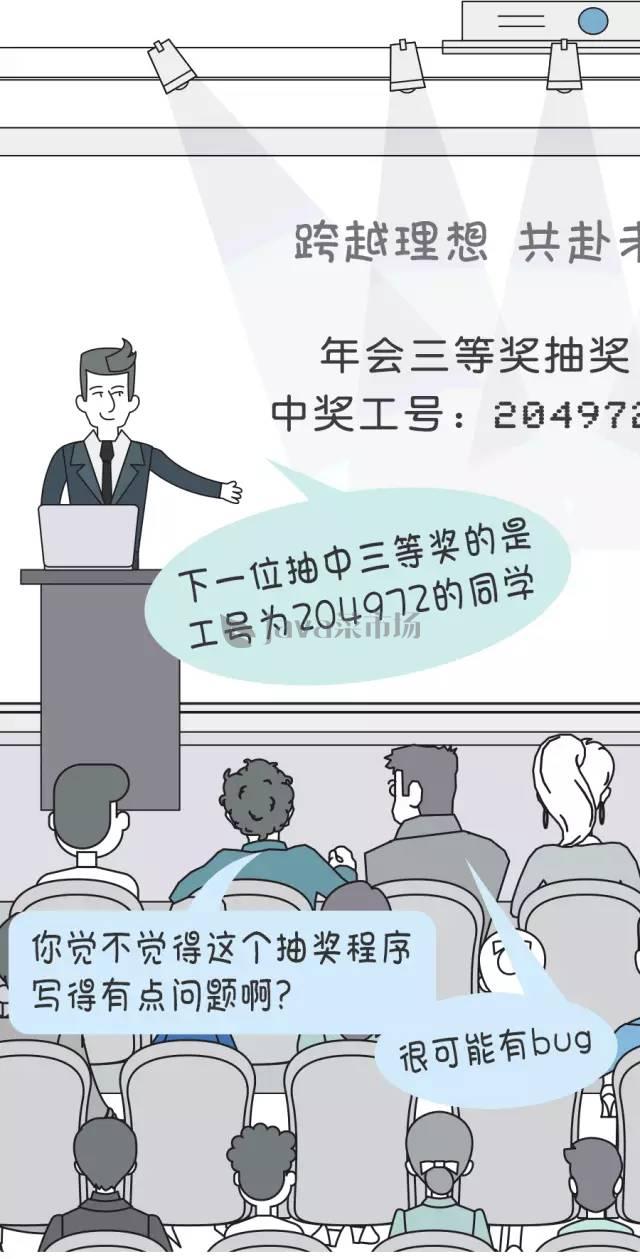 跨越理想 共赴
年会三等奖抽奖
中奖工号：204972
下一位抽中三等奖的是
工号为204972的同学
java菜市场
你觉不觉得这个抽奖程序
写得有点问题啊?
很可能有bug